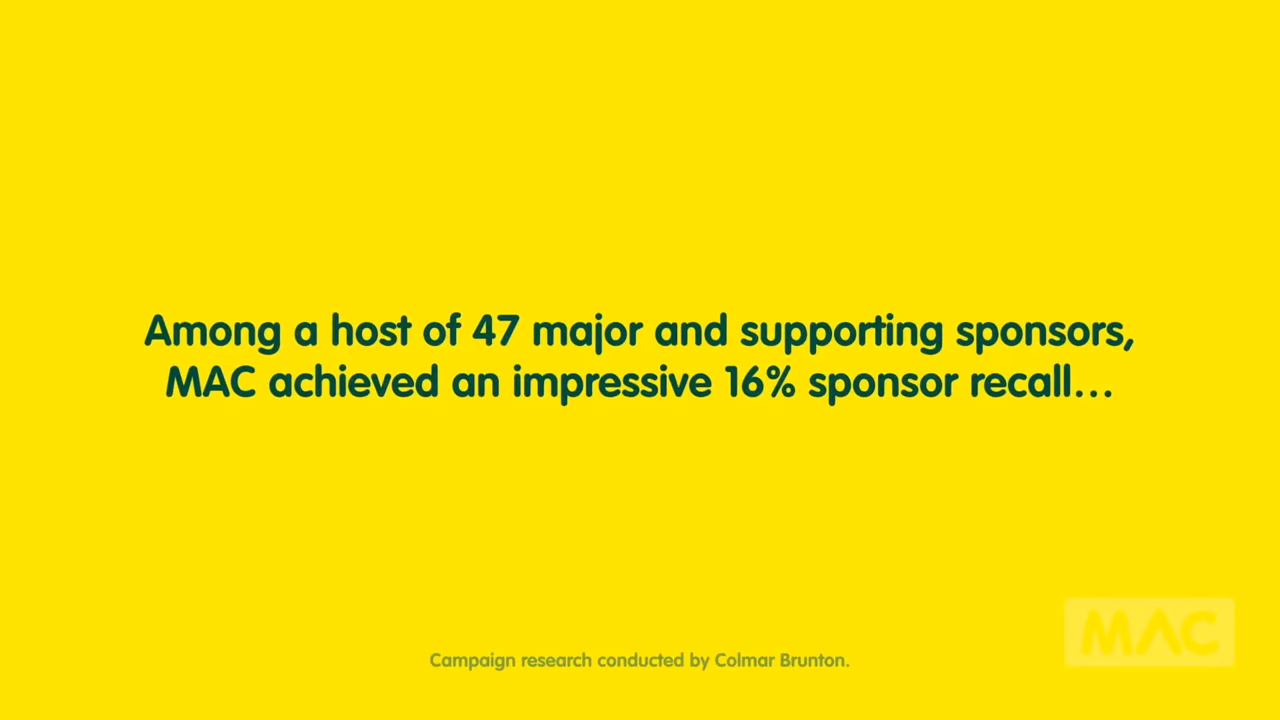 Among a host of 47 major and supporting sponsors,
MAC achieved an impressive 16% sponsor recall…
Campaign research conducted by Colmar Brunton.
MAC